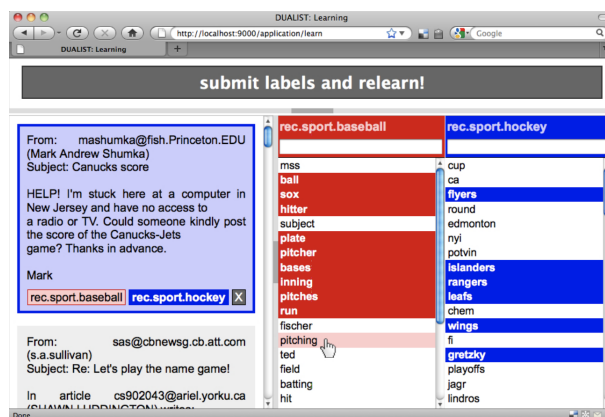 DUALIST: Learning
http://localhost:9000/application/learn
Google
DUALIST: Learning
submit labels and relearn!
From: mashumka@fish.Princeton.EDU
(Mark Andrew Shumka)
Subject: Canucks score
HELP! I'm stuck here at a computer in
New Jersey and have no access to
a radio or TV. Could someone kindly post
the score of the Canucks-Jets
game? Thanks in advance.
Mark
rec.sport.baseball rec.sport.hockey X
From: sas@cbnewsg.cb.att.com
(s.a.sullivan)
Subject: Re: Let's play the name game!
In article cs902043@ariel.yorku.ca
(SHAWN LUDDINGTON) writes:
rec.sport.baseball
mss
ball
sox
hitter
subject
plate
pitcher
bases
inning
pitches
run
fischer
pitching
ted
field
batting
hit
rec.sport.hockey
cup
ca
flyers
round
edmonton
nyi
potvin
islanders
rangers
leafs
chem
wings
fi
gretzky
playoffs
jagr
lindros
Done